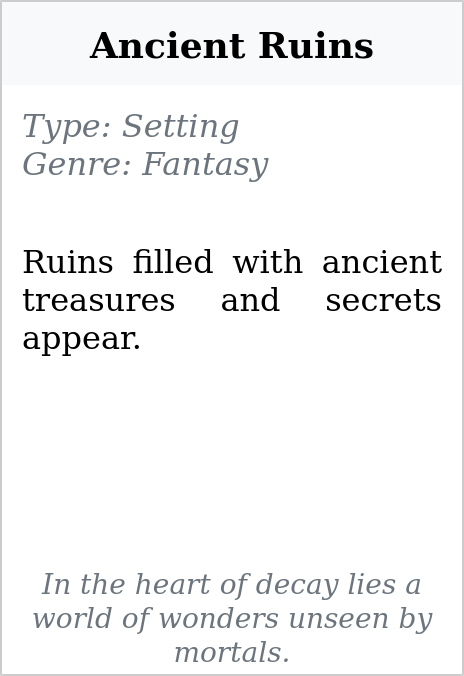 Ancient Ruins
Type: Setting
Genre: Fantasy
Ruins filled with ancient
treasures and secrets
appear.
In the heart of decay lies a
world of wonders unseen by
mortals.